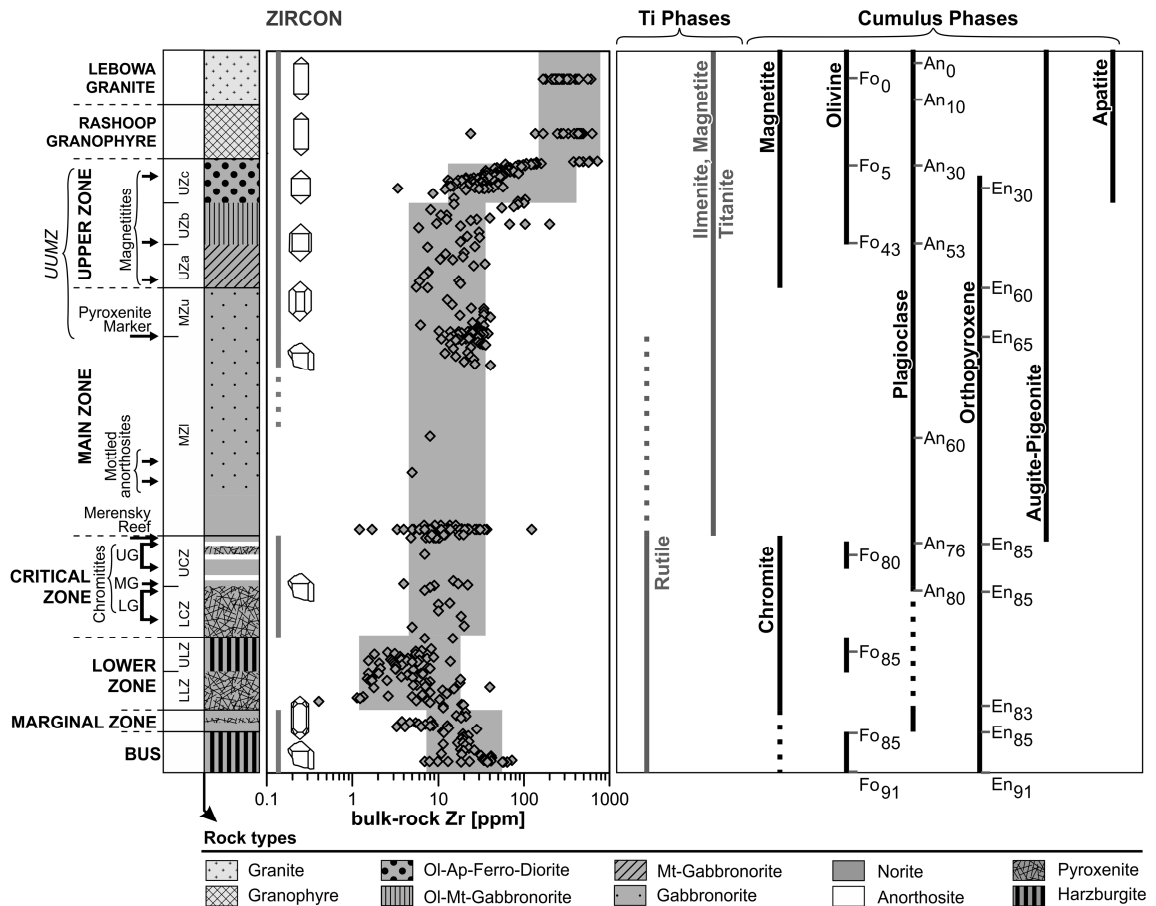 ZIRCON
Ti Phases
Cumulus Phases
LEBOWA
GRANITE
RASHOOP
GRANOPHYRE
UUMZ
UPPER ZONE
Magnetitites
UZc
UZb
UZa
Pyroxenite
Marker
MZu
MAIN ZONE
Mottled
anorthosites
MZl
Merensky
Reef
CRITICAL
ZONE
Chromitites
UG
MG
LG
UCZ
LCZ
LOWER
ZONE
ULZ
LLZ
MARGINAL ZONE
BUS
0.1
1
10
100
1000
bulk-rock Zr [ppm]
Ilmenite, Magnetite
Titanite
Rutile
Magnetite
Chromite
Olivine
Fo0
Fo5
Fo43
Fo80
Fo85
Fo85
Fo91
Plagioclase
An0
An10
An30
An53
An60
An76
An80
Orthopyroxene
En30
En60
En65
En85
En85
En83
En85
En91
Augite-Pigeonite
Apatite
Rock types
Granite
Ol-Ap-Ferro-Diorite
Mt-Gabbronorite
Norite
Pyroxenite
Granophyre
Ol-Mt-Gabbronorite
Gabbronorite
Anorthosite
Harzburgite